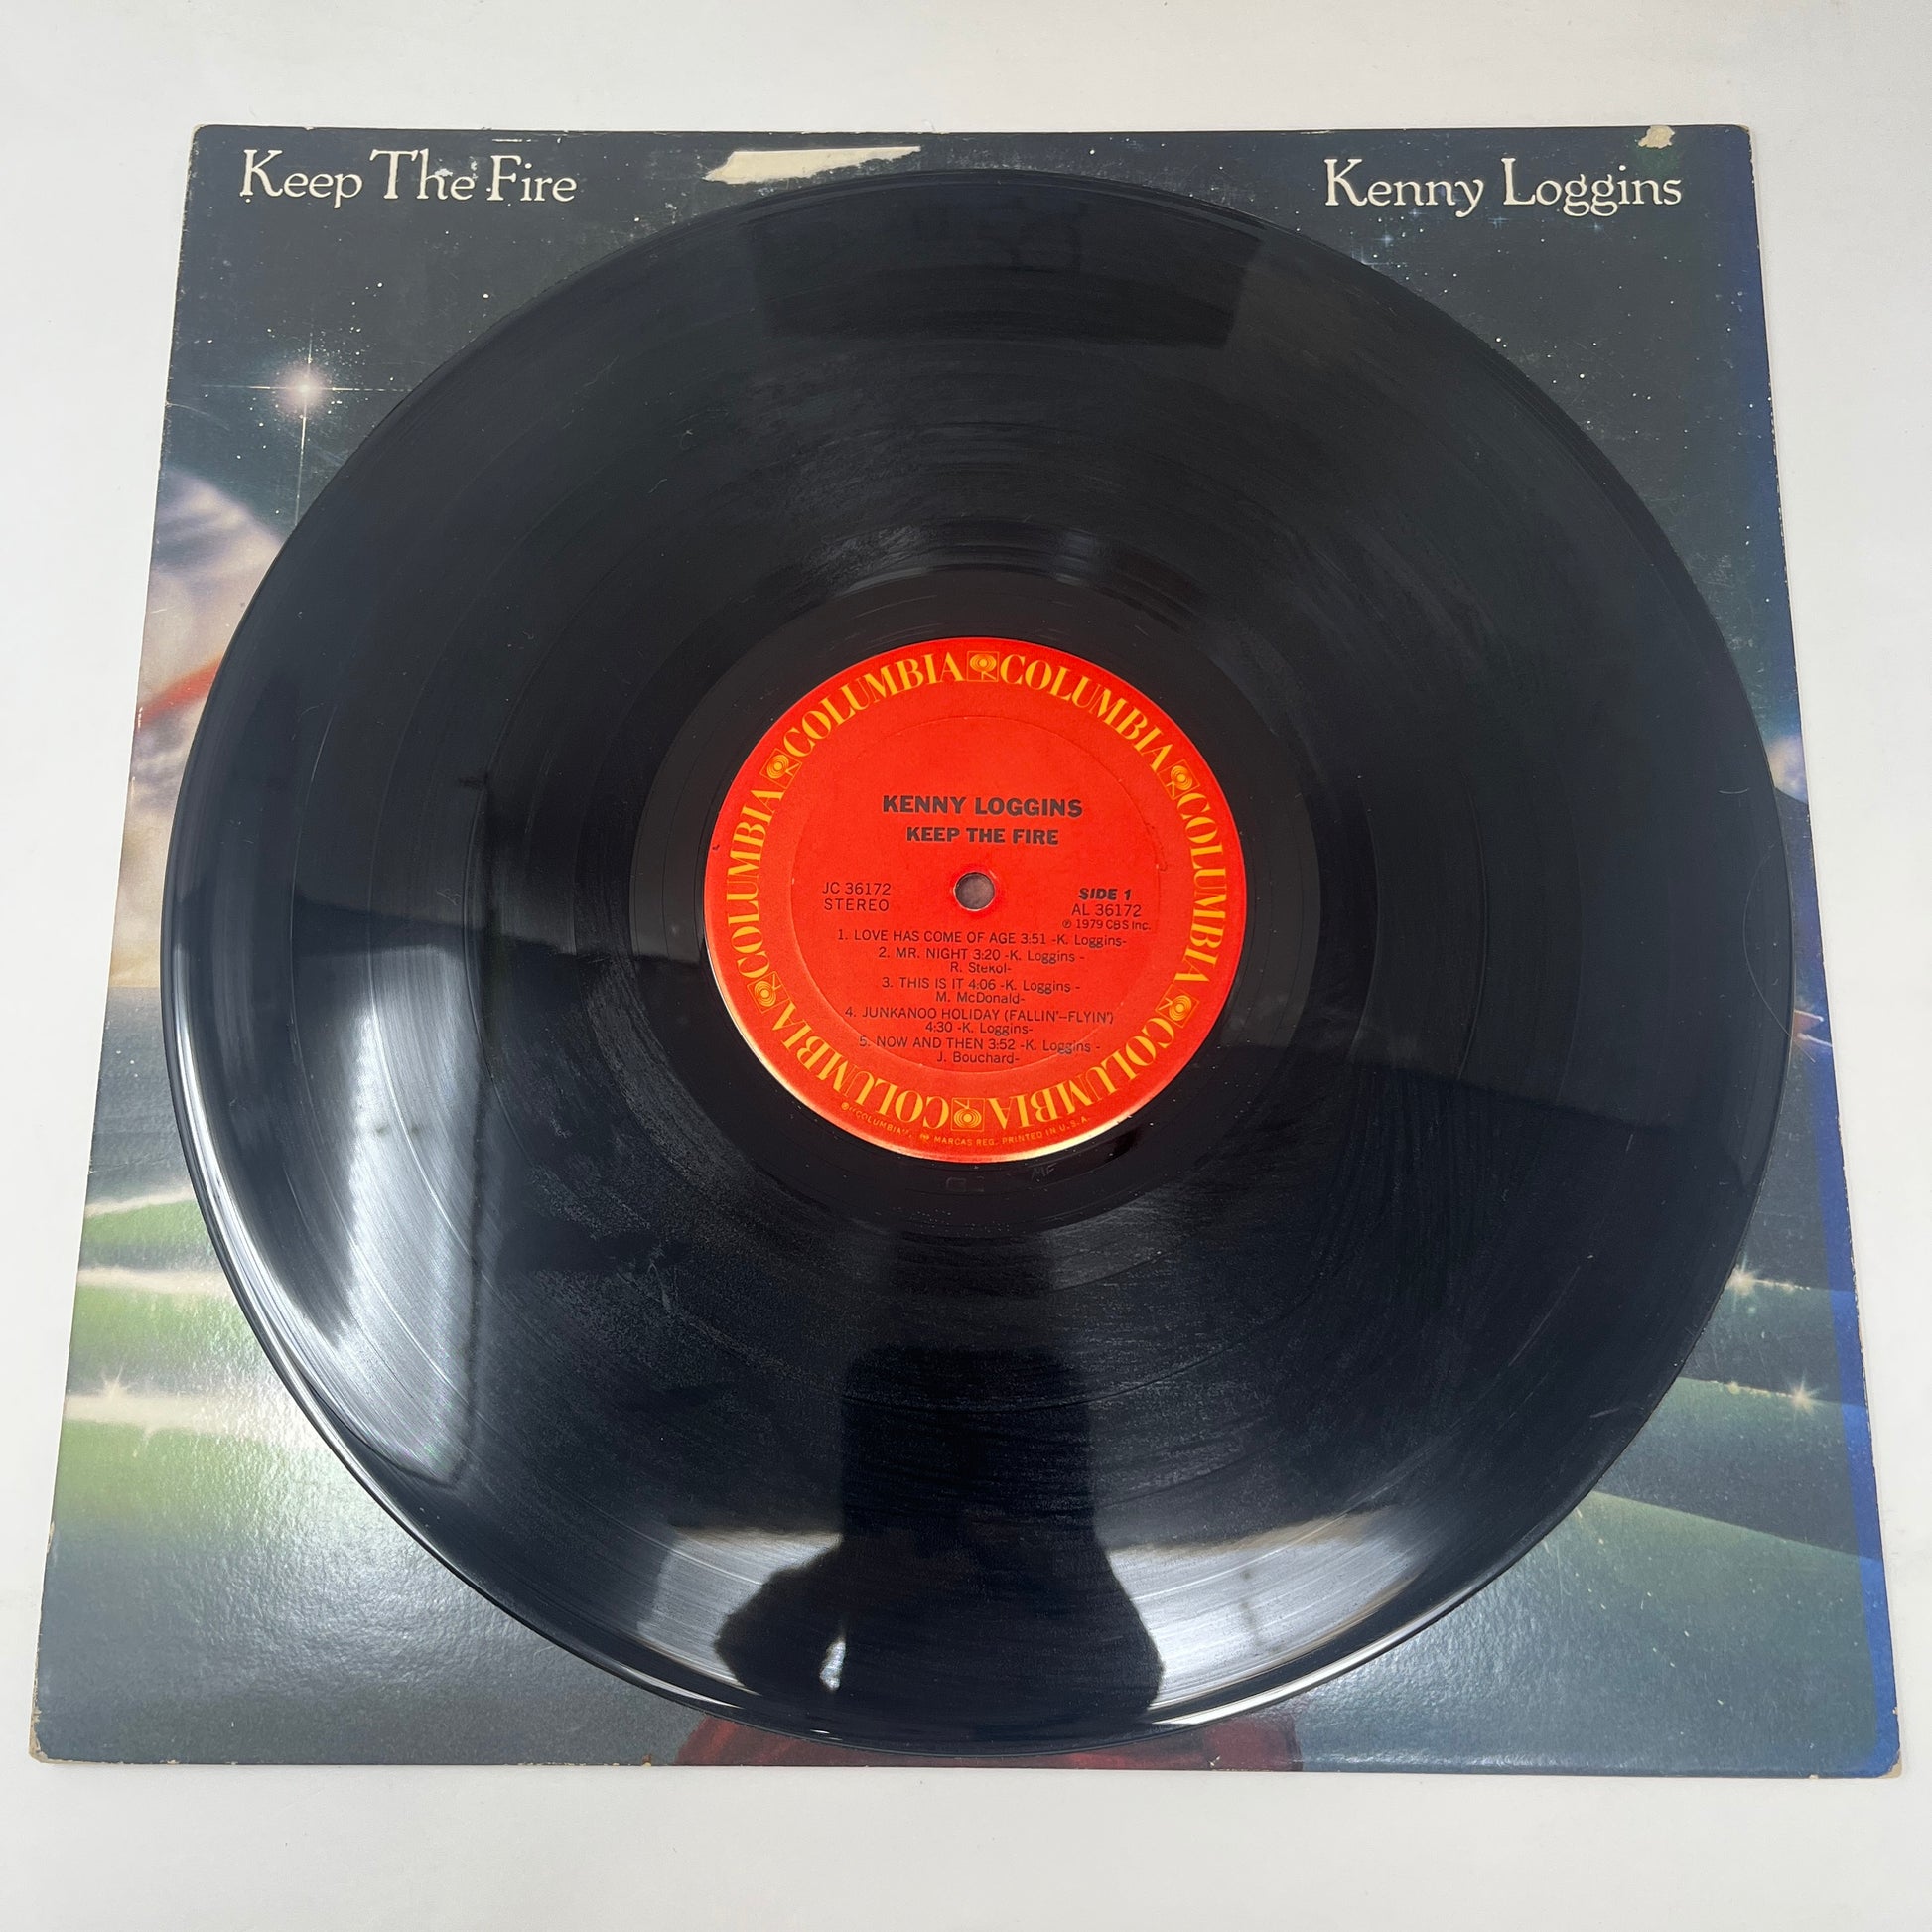 Keep The Fire
Kenny Loggins
COLUMBIA COLUMBIA COLUMBIA COLUMBIA COLUMBIA COLUMBIA
KENNY LOGGINS
KEEP THE FIRE
JC 36172
STEREO
SIDE 1
AL 36172
℗ 1979 CBS Inc.
1. LOVE HAS COME OF AGE 3:51 -K. Loggins-
2. MR. NIGHT 3:20 -K. Loggins -
R. Stekol-
3. THIS IS IT 4:06 -K. Loggins -
M. McDonald-
4. JUNKANOO HOLIDAY (FALLIN'–FLYIN')
4:30 -K. Loggins-
5. NOW AND THEN 3:52 -K. Loggins -
J. Bouchard-
"COLUMBIA", MARCAS REG. PRINTED IN U.S.A.
MF